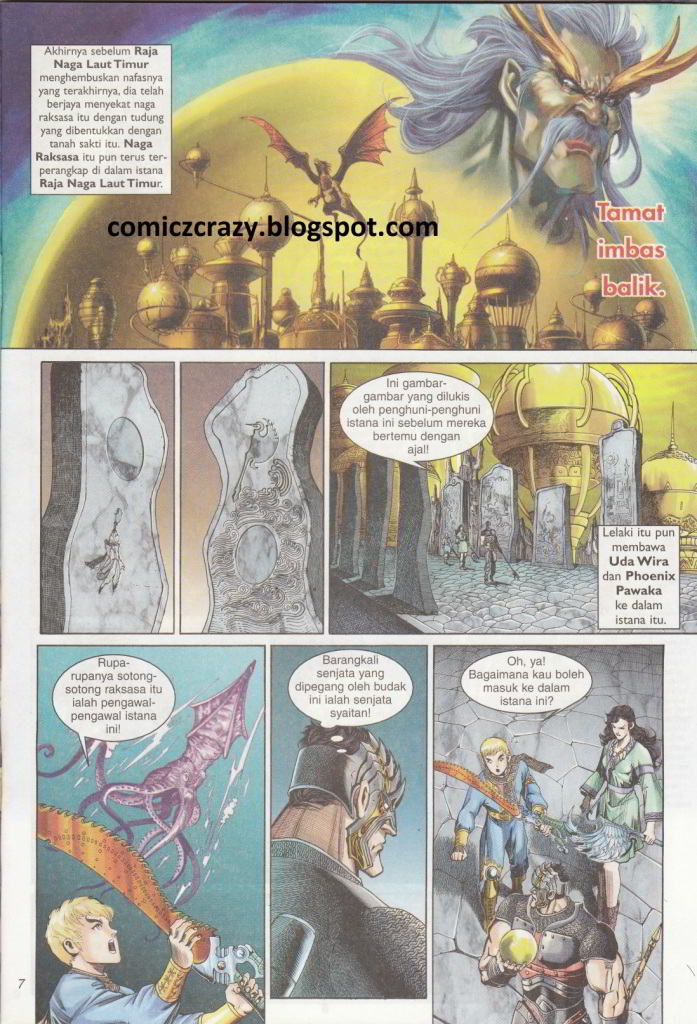 Akhirnya sebelum Raja
Naga Laut Timur
menghembuskan nafasnya
yang terakhirnya, dia telah
berjaya menyekat naga
raksasa itu dengan tudung
yang dibentukkan dengan
tanah sakti itu. Naga
Raksasa itu pun terus ter-
perangkap di dalam istana
Raja Naga Laut Timur.
comiczcrazy.blogspot.com
Tamat
imbas
balik.
Ini gambar-
gambar yang dilukis
oleh penghuni-penghuni
istana ini sebelum mereka
bertemu dengan
ajal!
Lelaki itu pun
membawa
Uda Wira
dan Phoenix
Pawaka
ke dalam
istana itu.
Rupa-
rupanya sotong-
sotong raksasa itu
ialah pengawal-
pengawal istana
ini!
Barangkali
senjata yang
dipegang oleh budak
ini ialah senjata
syaitan!
Oh, ya!
Bagaimana kau boleh
masuk ke dalam
istana ini?
7